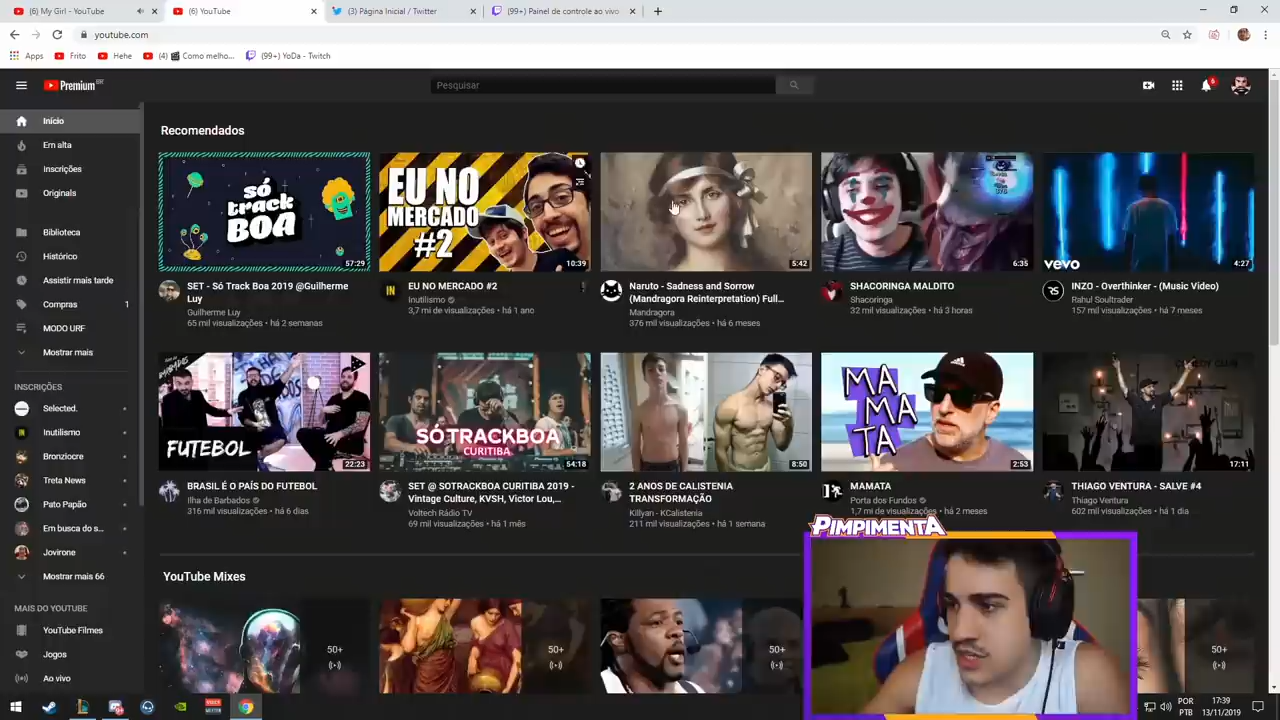 (6) My Girl - YouTube
(6) YouTube
(3) Página Inicial / Twitter
(99+) Painel de controle ao vivo
youtube.com
Apps
Frito
Hehe
(4) Como melho...
(99+) YoDa - Twitch
Premium BR
Pesquisar
6
Início
Em alta
Inscrições
Originals
Biblioteca
Histórico
Assistir mais tarde
Compras 1
MODO URF
Mostrar mais
INSCRIÇÕES
Selected.
Inutilismo
Bronziocre
Treta News
Pato Papão
Em busca do s...
Jovirone
Mostrar mais 66
MAIS DO YOUTUBE
YouTube Filmes
Jogos
Ao vivo
Recomendados
só
track
BOA
57:29
EU NO
MERCADO
#2
10:39
5:42
6:35
vevo
4:27
SET - Só Track Boa 2019 @Guilherme
Luy
Guilherme Luy
65 mil visualizações • há 2 semanas
EU NO MERCADO #2
Inutilismo
3,7 mi de visualizações • há 1 ano
Naruto - Sadness and Sorrow
(Mandragora Reinterpretation) Full...
Mandragora
376 mil visualizações • há 6 meses
SHACORINGA MALDITO
Shacoringa
32 mil visualizações • há 3 horas
INZO - Overthinker - (Music Video)
Rahul Soultrader
157 mil visualizações • há 7 meses
FUTEBOL
22:23
SÓTRACKBOA
CURITIBA
54:18
8:50
MA
MA
TA
2:53
17:11
BRASIL É O PAÍS DO FUTEBOL
Ilha de Barbados
316 mil visualizações • há 6 dias
SET @ SOTRACKBOA CURITIBA 2019 -
Vintage Culture, KVSH, Victor Lou,...
Voltech Rádio TV
69 mil visualizações • há 1 mês
2 ANOS DE CALISTENIA
TRANSFORMAÇÃO
Killyan - KCalistenia
211 mil visualizações • há 1 semana
MAMATA
Porta dos Fundos
1,7 mi de visualizações • há 2 meses
THIAGO VENTURA - SALVE #4
Thiago Ventura
602 mil visualizações • há 1 dia
PIMPIMENTA
YouTube Mixes
50+
50+
50+
50+
POR
PTB
17:39
13/11/2019